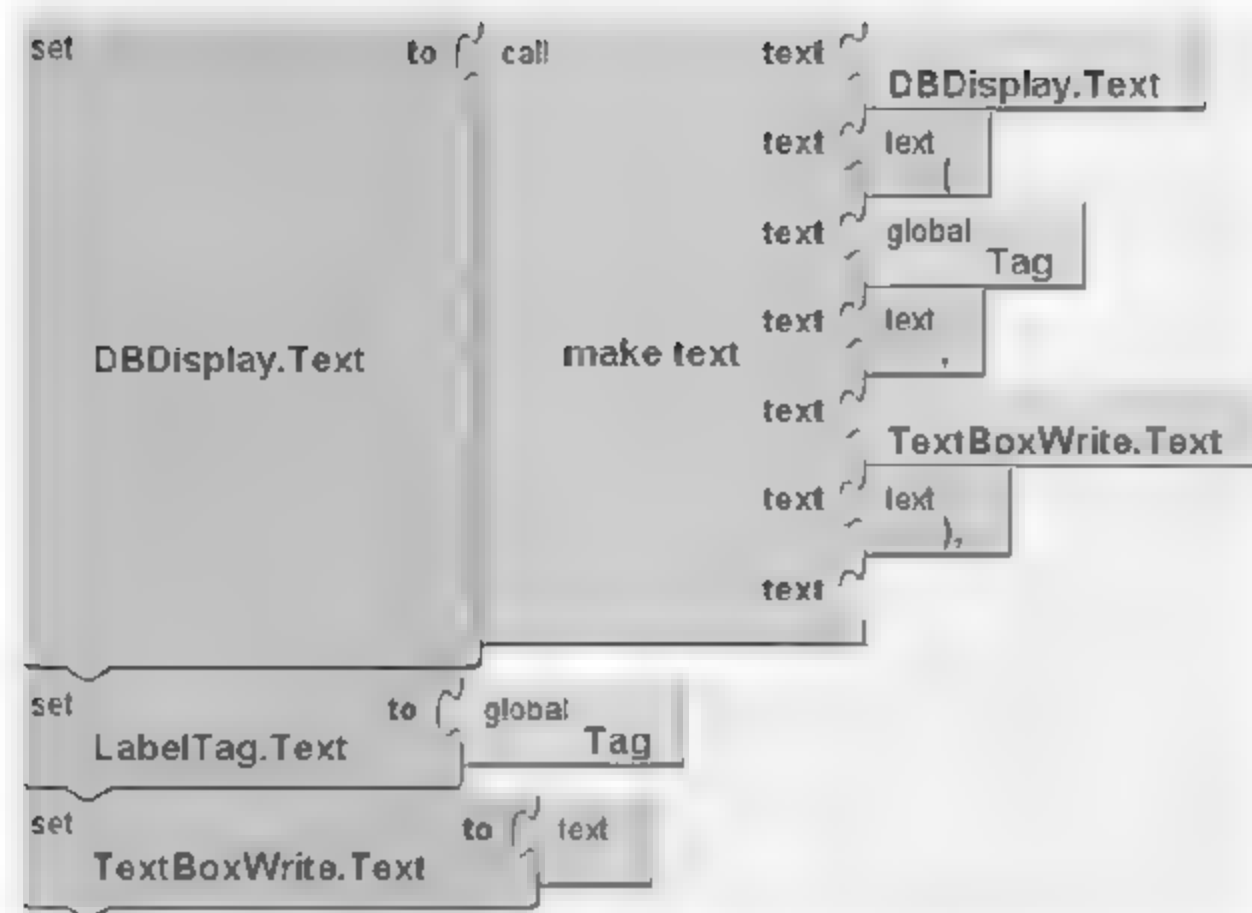 set to call text
DBDisplay.Text
text text
(
text global
Tag
text text
DBDisplay.Text make text
,
text
TextBoxWrite.Text
text text
),
text
set to global
LabelTag.Text Tag
set to text
TextBoxWrite.Text